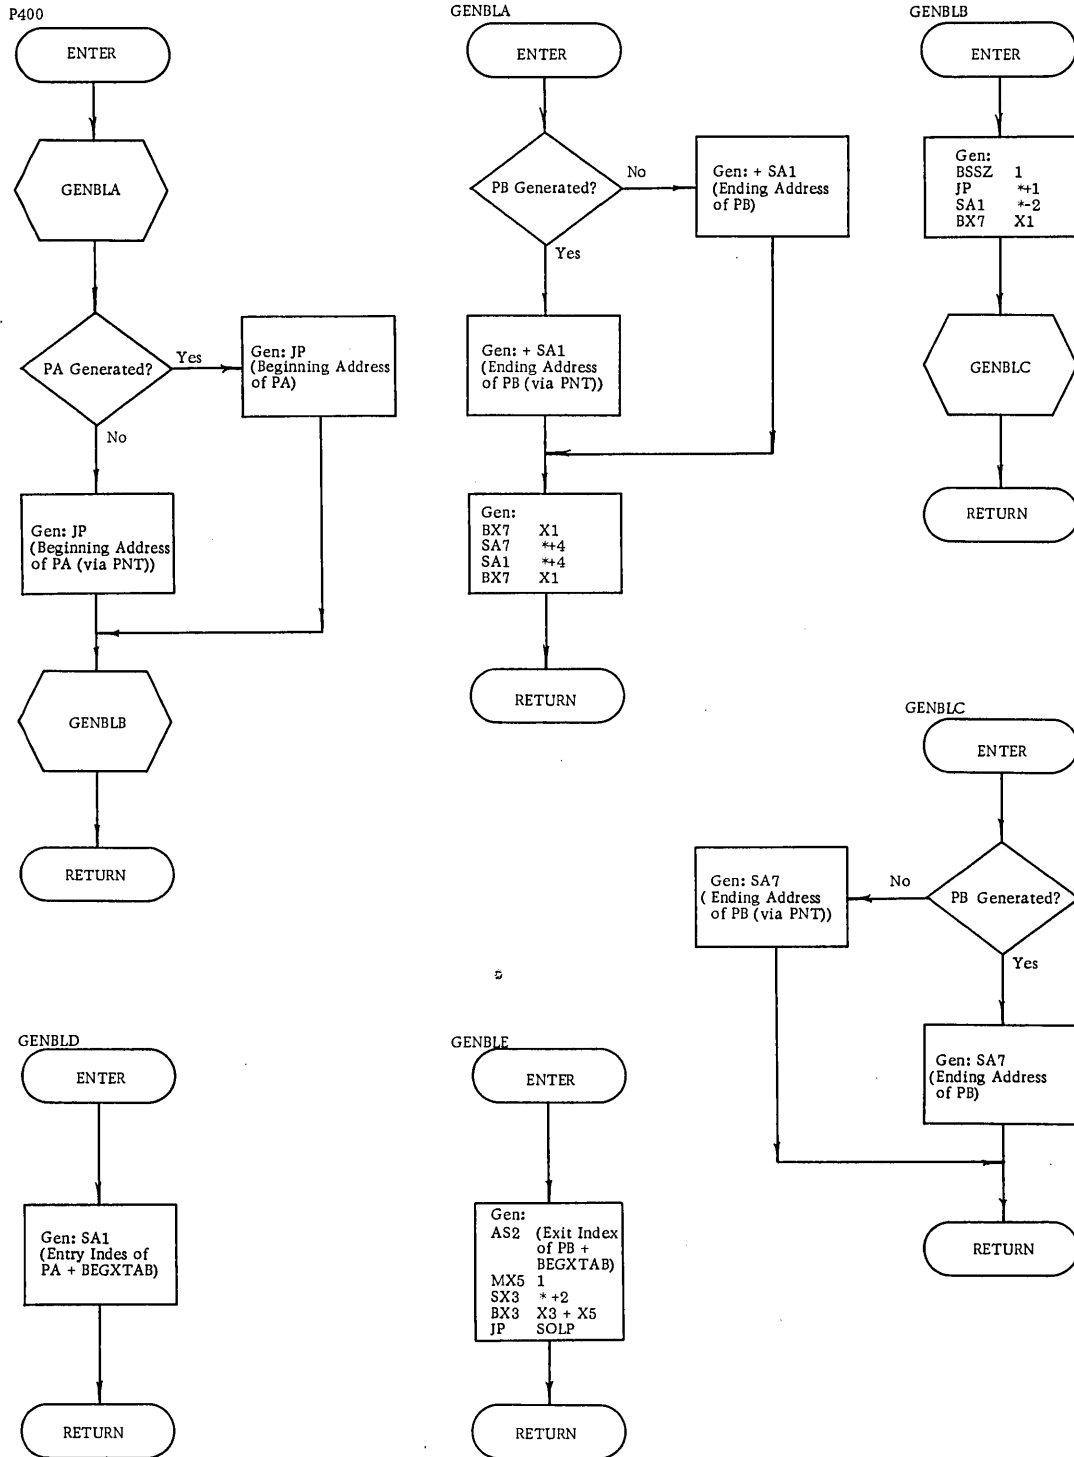 P400
ENTER
GENBLA
PA Generated?
Yes
Gen: JP
(Beginning Address
of PA)
No
Gen: JP
(Beginning Address
of PA (via PNT))
GENBLB
RETURN
GENBLA
ENTER
PB Generated?
No
Gen: + SA1
(Ending Address
of PB)
Yes
Gen: + SA1
(Ending Address
of PB (via PNT))
Gen:
BX7 X1
SA7 *+4
SA1 *+4
BX7 X1
RETURN
GENBLB
ENTER
Gen:
BSSZ 1
JP *+1
SA1 *-2
BX7 X1
GENBLC
RETURN
GENBLC
ENTER
PB Generated?
No
Gen: SA7
( Ending Address
of PB (via PNT))
Yes
Gen: SA7
(Ending Address
of PB)
RETURN
GENBLD
ENTER
Gen: SA1
(Entry Indes of
PA + BEGXTAB)
RETURN
GENBLE
ENTER
Gen:
AS2 (Exit Index
of PB +
BEGXTAB)
MX5 1
SX3 * +2
BX3 X3 + X5
JP SOLP
RETURN